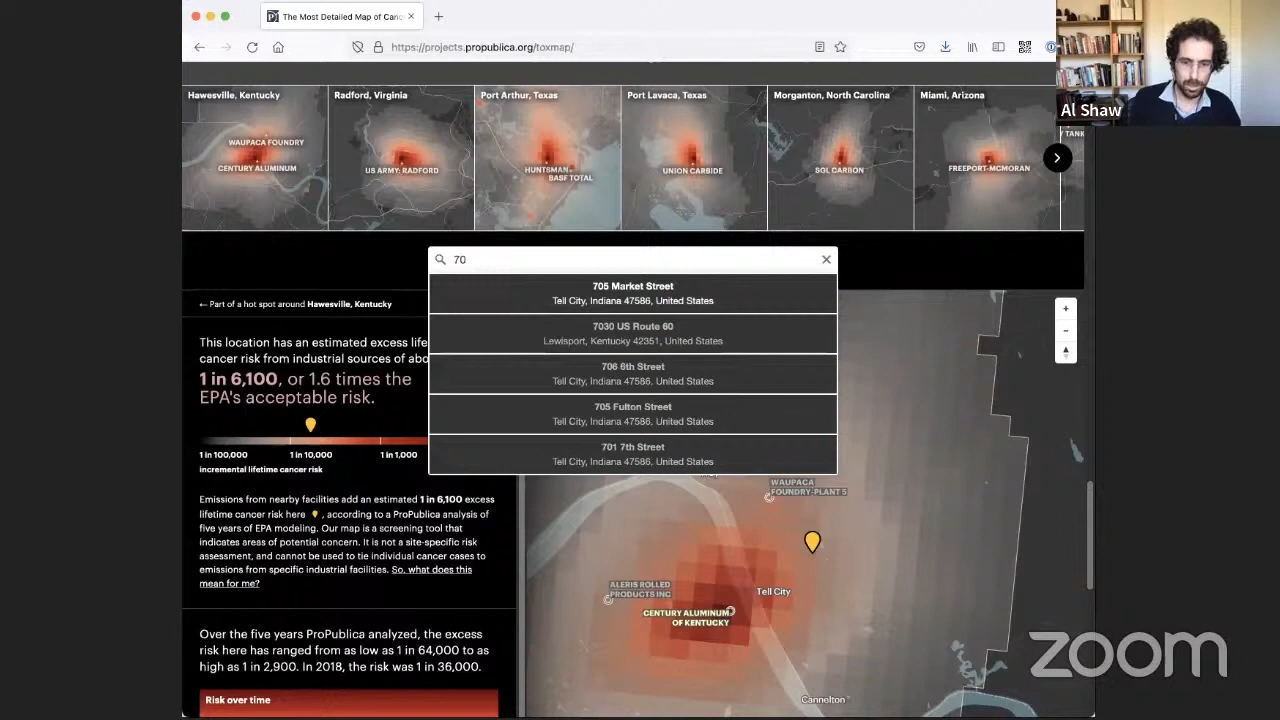 The Most Detailed Map of Canc
https://projects.propublica.org/toxmap/
Al Shaw
Hawesville, Kentucky
WAUPACA FOUNDRY
CENTURY ALUMINUM
Radford, Virginia
US ARMY: RADFORD
Port Arthur, Texas
HUNTSMAN
BASF TOTAL
Port Lavaca, Texas
UNION CARBIDE
Morganton, North Carolina
SGL CARBON
Miami, Arizona
FREEPORT-MCMORAN
TANK
70
705 Market Street
Tell City, Indiana 47586, United States
7030 US Route 60
Lewisport, Kentucky 42351, United States
706 6th Street
Tell City, Indiana 47586, United States
705 Fulton Street
Tell City, Indiana 47586, United States
701 7th Street
Tell City, Indiana 47586, United States
← Part of a hot spot around Hawesville, Kentucky
This location has an estimated excess life
cancer risk from industrial sources of abo
1 in 6,100, or 1.6 times the
EPA's acceptable risk.
1 in 100,000
1 in 10,000
1 in 1,000
incremental lifetime cancer risk
Emissions from nearby facilities add an estimated 1 in 6,100 excess
lifetime cancer risk here , according to a ProPublica analysis of
five years of EPA modeling. Our map is a screening tool that
indicates areas of potential concern. It is not a site-specific risk
assessment, and cannot be used to tie individual cancer cases to
emissions from specific industrial facilities. So, what does this
mean for me?
Over the five years ProPublica analyzed, the excess
risk here has ranged from as low as 1 in 64,000 to as
high as 1 in 2,900. In 2018, the risk was 1 in 36,000.
Risk over time
WAUPACA
FOUNDRY-PLANT 5
ALERIS ROLLED
PRODUCTS INC
Tell City
CENTURY ALUMINUM
OF KENTUCKY
Cannelton
zoom